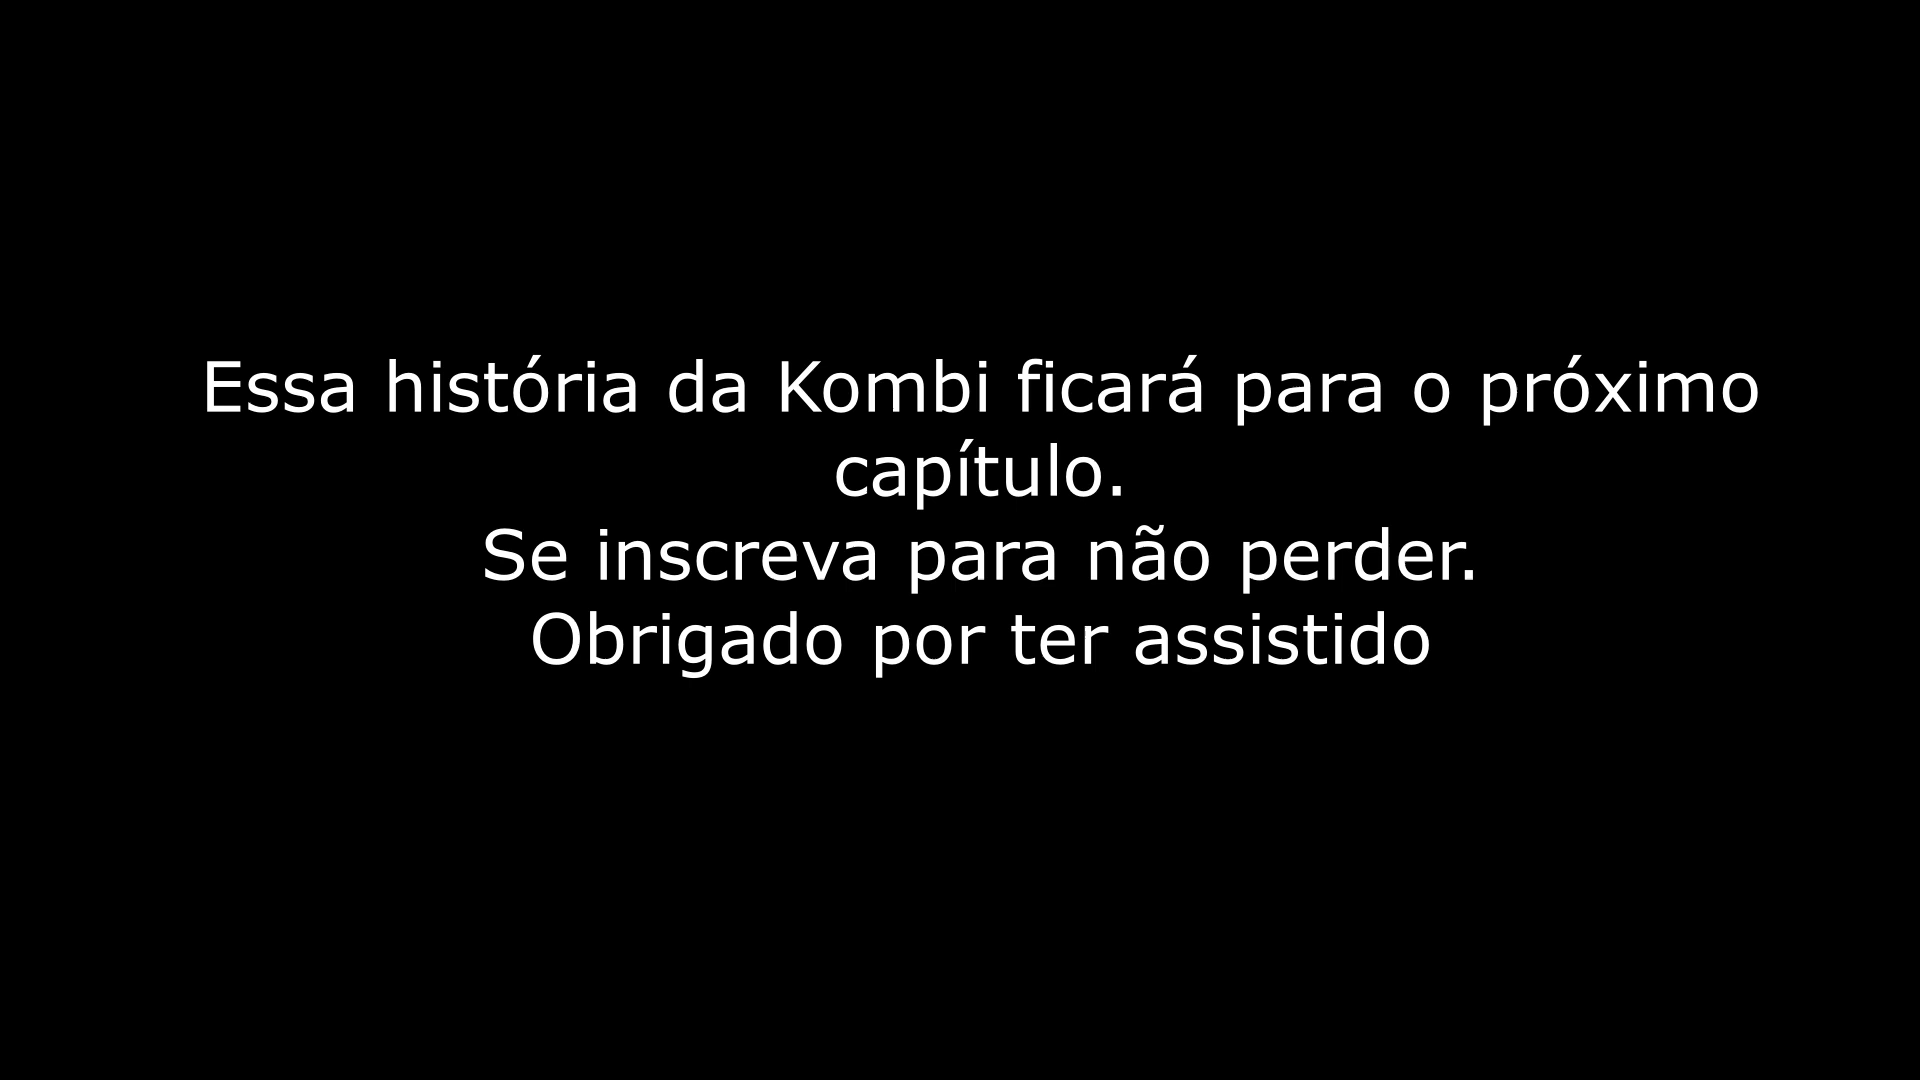 Essa história da Kombi ficará para o próximo
capítulo.
Se inscreva para não perder.
Obrigado por ter assistido